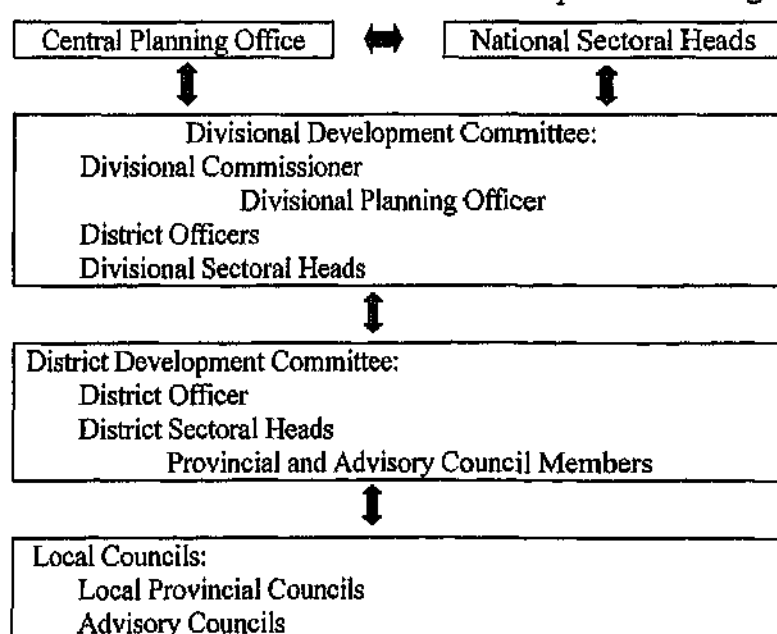 Central Planning Office
National Sectoral Heads
Divisional Development Committee:
Divisional Commissioner
Divisional Planning Officer
District Officers
Divisional Sectoral Heads
District Development Committee:
District Officer
District Sectoral Heads
Provincial and Advisory Council Members
Local Councils:
Local Provincial Councils
Advisory Councils